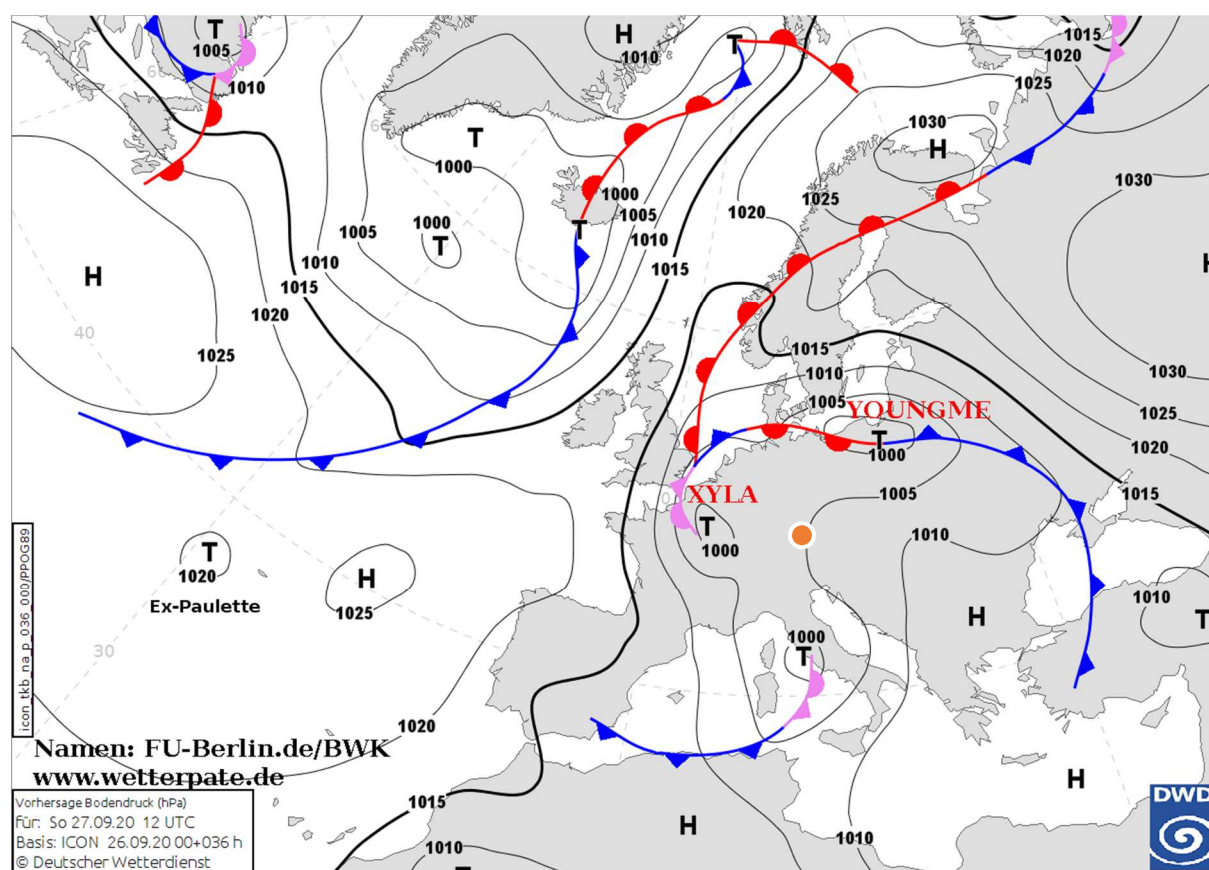 T
1005
1010
H
1010
T
1015
1020
1025
60
60
T
1000
1000
1030
H
1025
1030
1000
T
1005
1000
1005
1010
1015
1020
T
H
1010
1015
1020
H
40
1025
1015
1010
1005
YOUNGME
T
1000
1030
1025
1020
XYLA
0
T
1000
1005
1010
1015
T
1020
Ex-Paulette
H
1025
1010
T
H
1000
T
30
1020
icon_tkb_na_p_036_000/PPOG89
Namen: FU-Berlin.de/BWK
www.wetterpate.de
Vorhersage Bodendruck (hPa)
für: So 27.09.20 12 UTC
Basis: ICON 26.09.20 00+036 h
© Deutscher Wetterdienst
1015
1010
H
1010
H
DWD